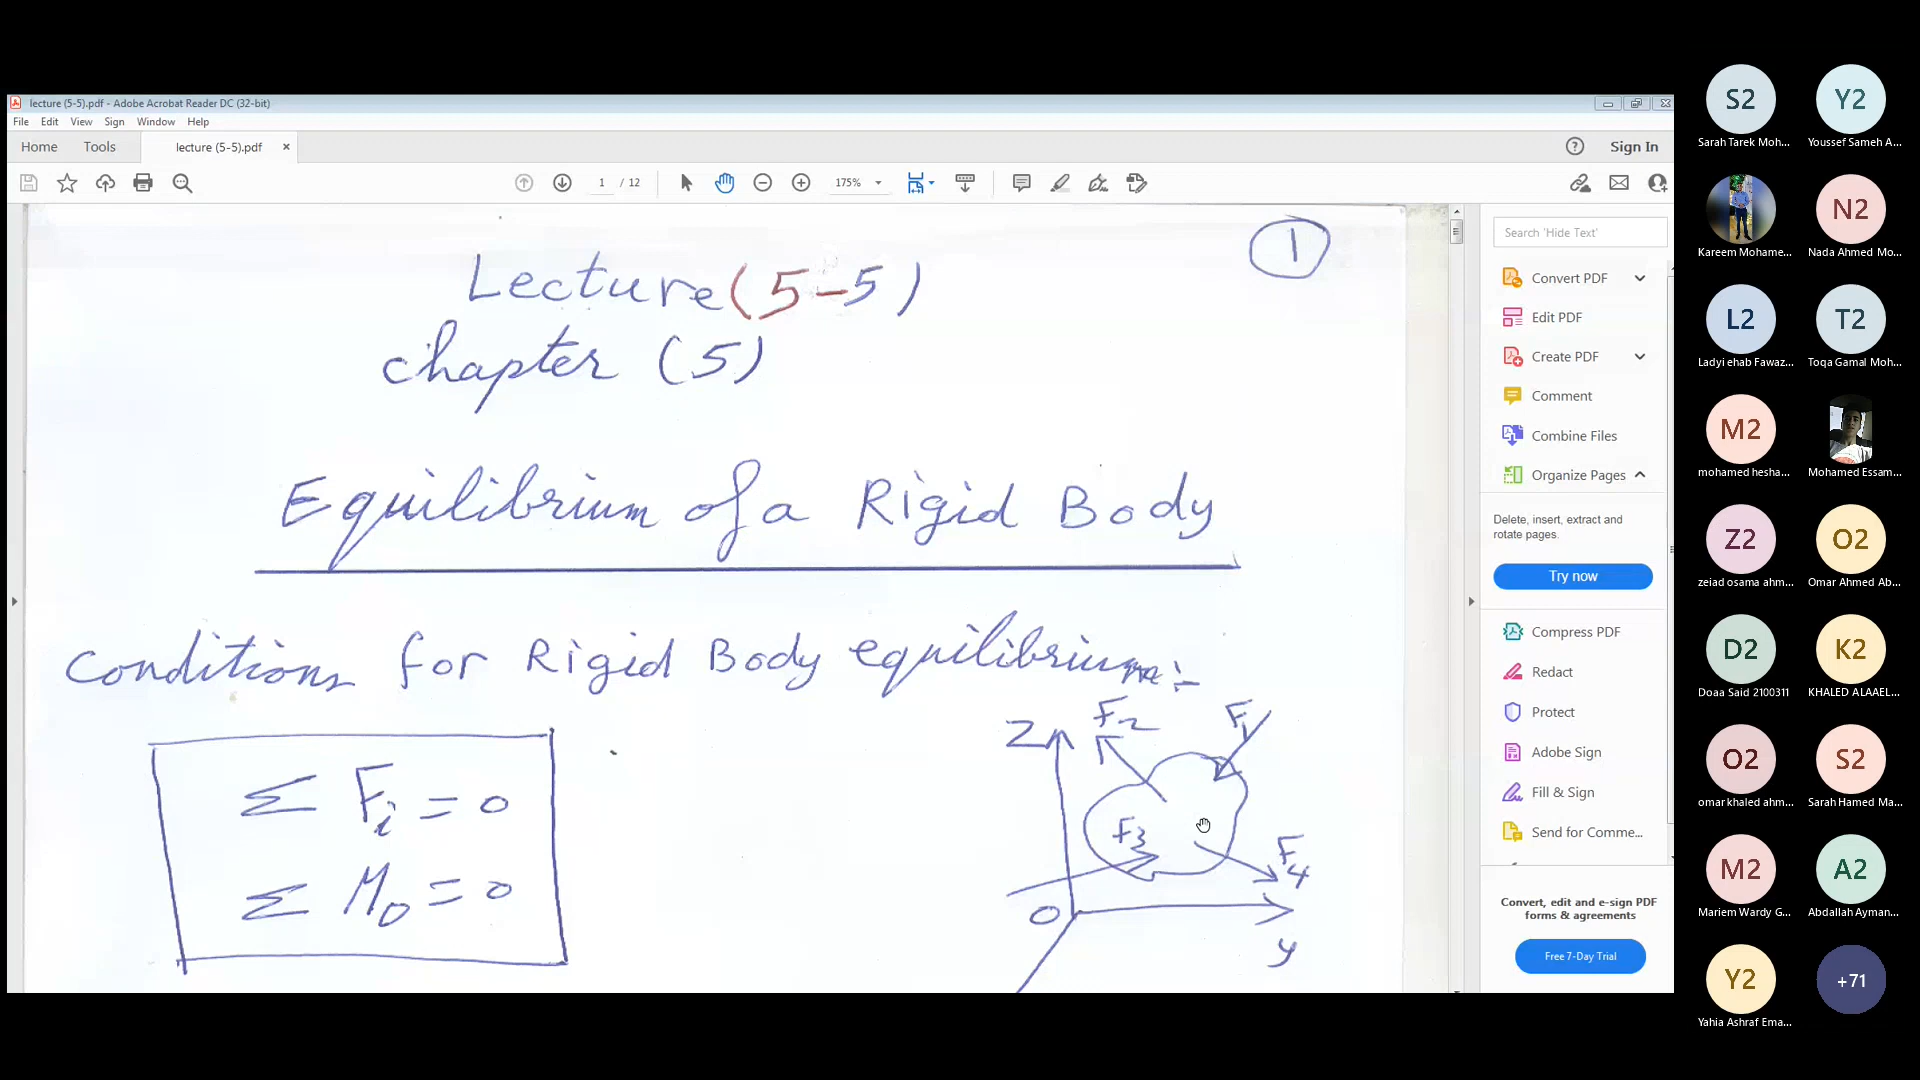 lecture (5-5).pdf - Adobe Acrobat Reader DC (32-bit)
File Edit View Sign Window Help
Home Tools lecture (5-5).pdf × Sign In
1 / 12 175%
Lecture (5-5)
1
chapter (5)
Equilibrium of a Rigid Body
Conditions for Rigid Body equilibrium:-
Σ Fi = 0
Σ Mo = 0
Z F2 F1
F3 F4
O y
Search 'Hide Text'
Convert PDF
Edit PDF
Create PDF
Comment
Combine Files
Organize Pages
Delete, insert, extract and
rotate pages.
Try now
Compress PDF
Redact
Protect
Adobe Sign
Fill & Sign
Send for Comme...
Convert, edit and e-sign PDF
forms & agreements
Free 7-Day Trial
S2 Y2
Sarah Tarek Moh... Youssef Sameh A...
N2
Kareem Mohame... Nada Ahmed Mo...
L2 T2
Ladyi ehab Fawaz... Toqa Gamal Moh...
M2
mohamed hesha... Mohamed Essam...
Z2 O2
zeiad osama ahm... Omar Ahmed Ab...
D2 K2
Doaa Said 2100311 KHALED ALAAEL...
O2 S2
omar khaled ahm... Sarah Hamed Ma...
M2 A2
Mariem Wardy G... Abdallah Ayman...
Y2 +71
Yahia Ashraf Ema...